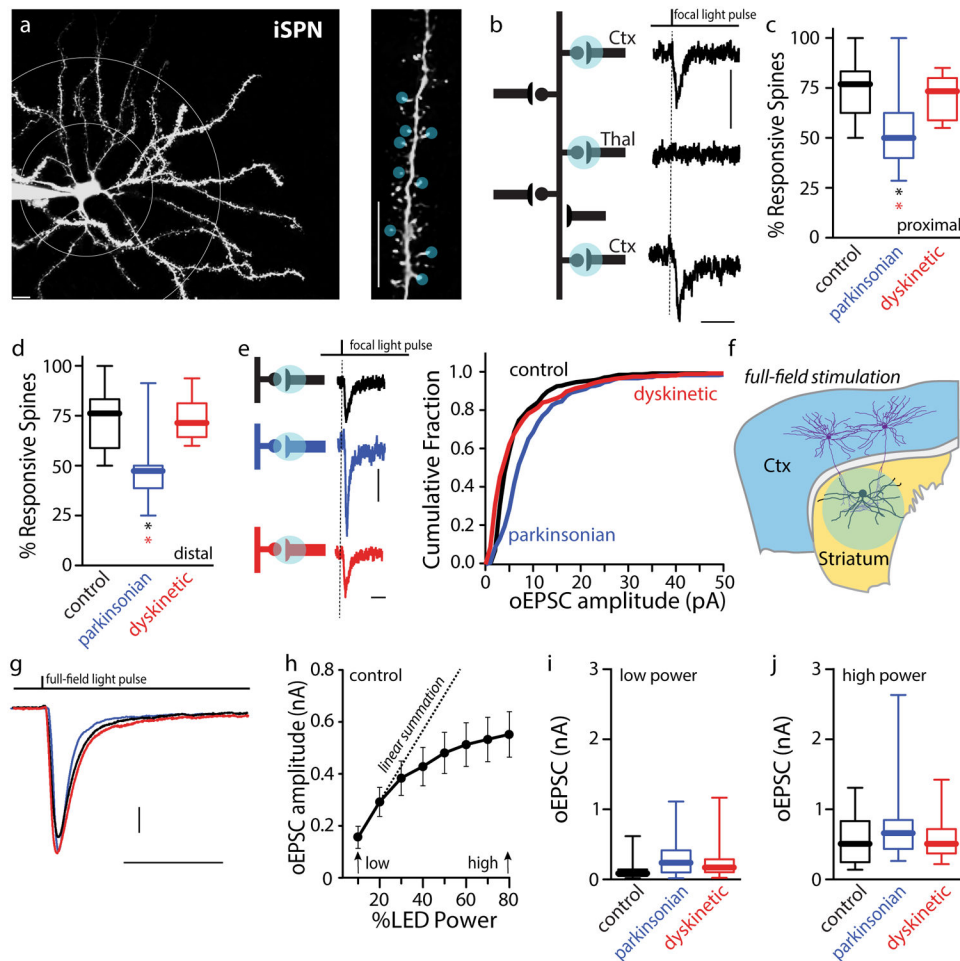 a
iSPN
b
focal light pulse
Ctx
Thal
Ctx
c
% Responsive Spines
100
75
50
25
0
*
*
proximal
control
parkinsonian
dyskinetic
d
% Responsive Spines
100
75
50
25
0
*
*
distal
control
parkinsonian
dyskinetic
e
focal light pulse
Cumulative Fraction
1.0
0.8
0.6
0.4
0.2
0.0
control
dyskinetic
parkinsonian
0 10 20 30 40 50
oEPSC amplitude (pA)
f
full-field stimulation
Ctx
Striatum
g
full-field light pulse
h
control
oEPSC amplitude (nA)
0.8
0.6
0.4
0.2
0
linear summation
low
high
20 40 60 80
%LED Power
i
low power
oEPSC (nA)
3
2
1
0
control
parkinsonian
dyskinetic
j
high power
oEPSC (nA)
3
2
1
0
control
parkinsonian
dyskinetic